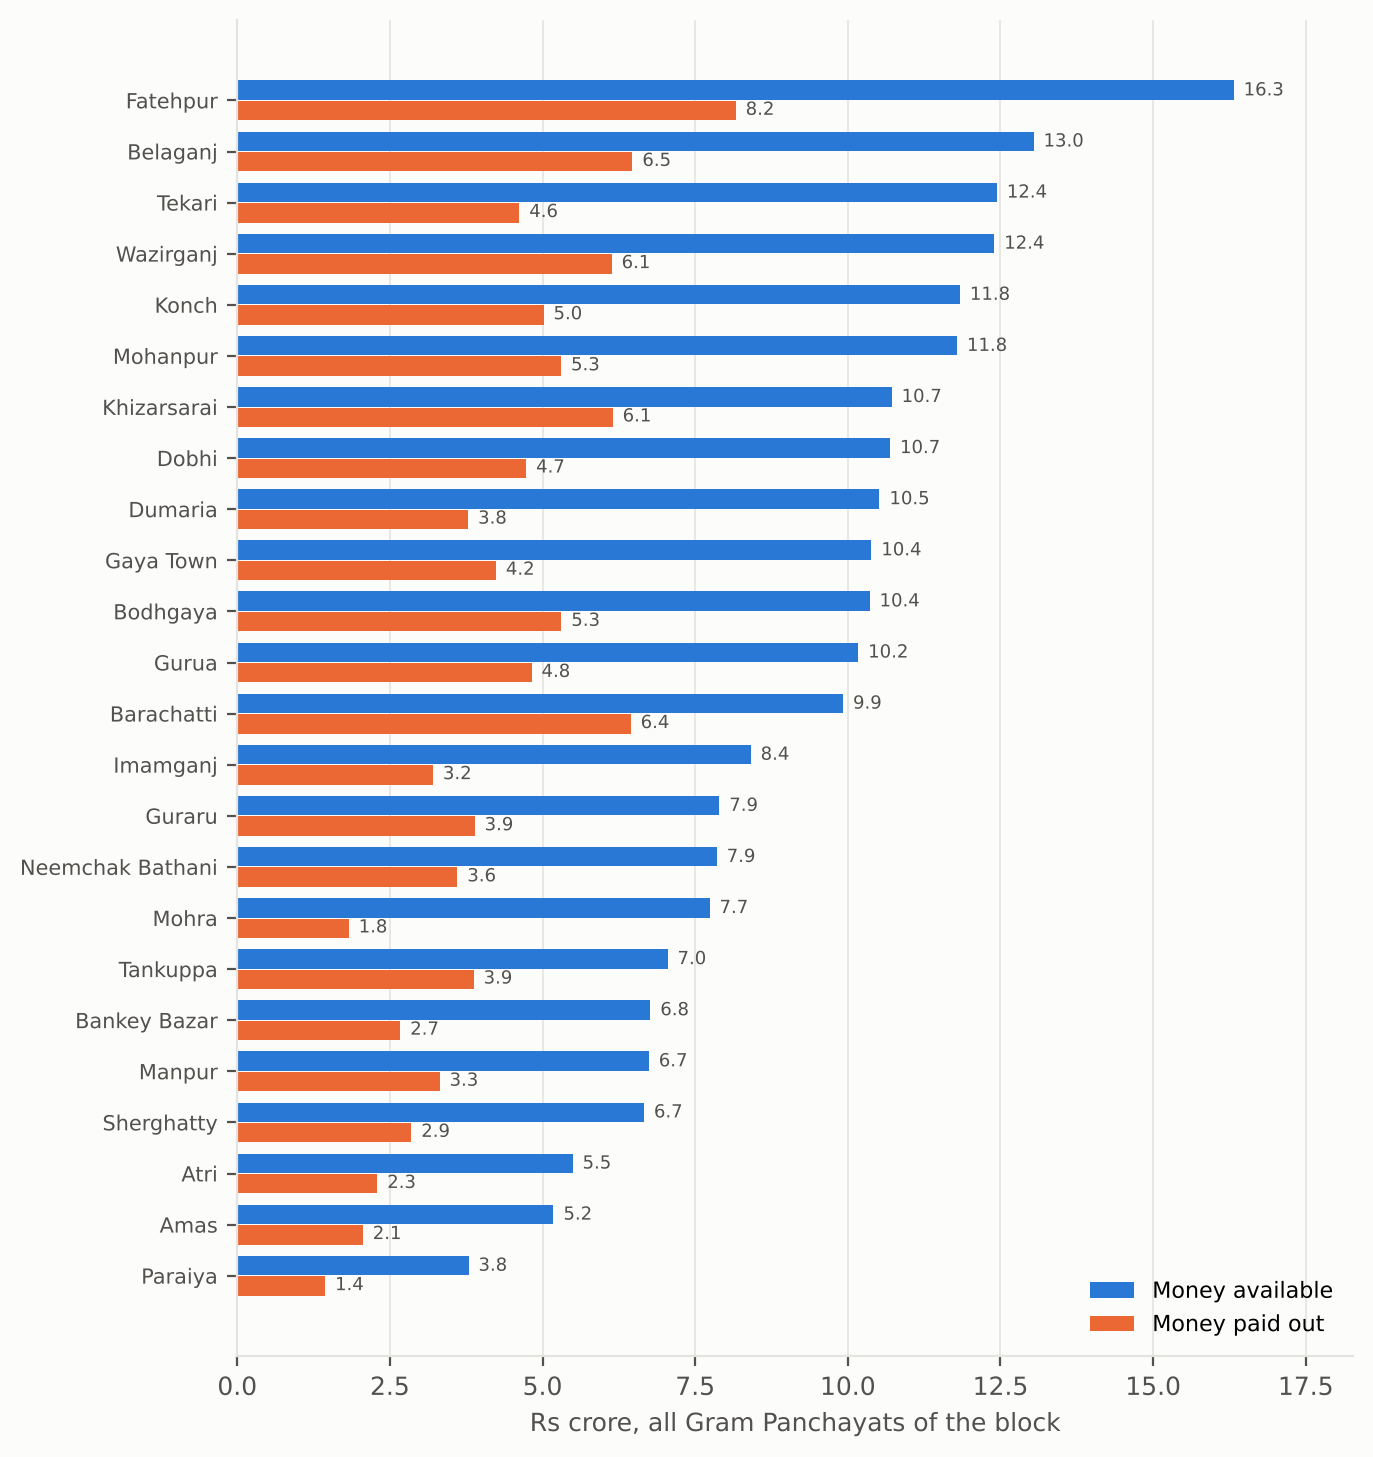 Fatehpur 16.3
8.2
Belaganj 13.0
6.5
Tekari 12.4
4.6
Wazirganj 12.4
6.1
Konch 11.8
5.0
Mohanpur 11.8
5.3
Khizarsarai 10.7
6.1
Dobhi 10.7
4.7
Dumaria 10.5
3.8
Gaya Town 10.4
4.2
Bodhgaya 10.4
5.3
Gurua 10.2
4.8
Barachatti 9.9
6.4
Imamganj 8.4
3.2
Guraru 7.9
3.9
Neemchak Bathani 7.9
3.6
Mohra 7.7
1.8
Tankuppa 7.0
3.9
Bankey Bazar 6.8
2.7
Manpur 6.7
3.3
Sherghatty 6.7
2.9
Atri 5.5
2.3
Amas 5.2
2.1
Paraiya 3.8
1.4
Money available
Money paid out
0.0 2.5 5.0 7.5 10.0 12.5 15.0 17.5
Rs crore, all Gram Panchayats of the block